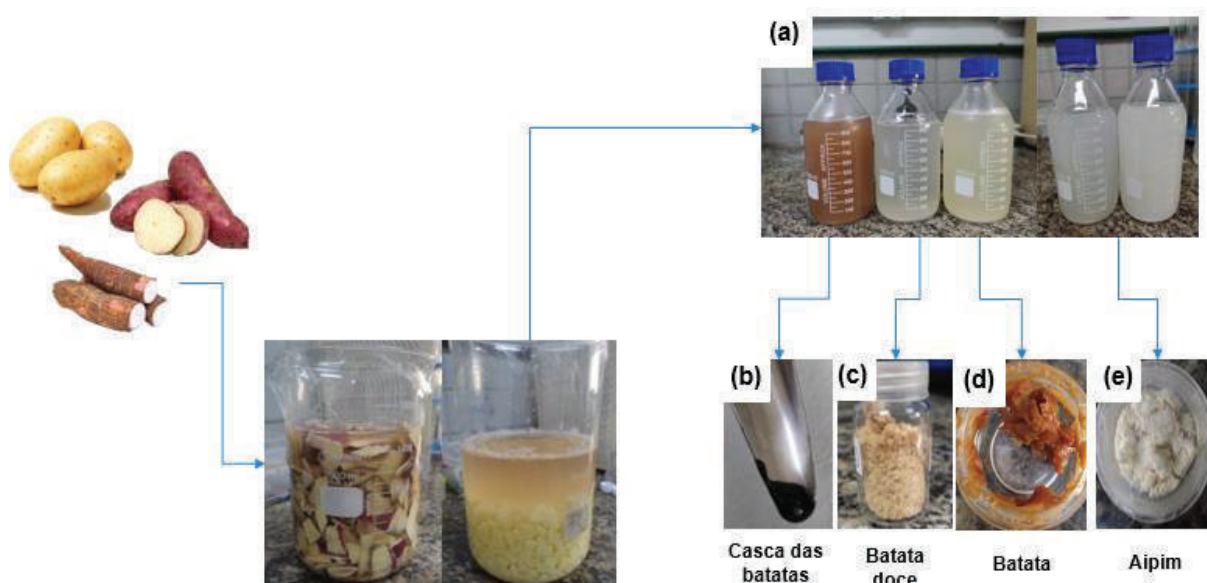 (a)
(b)
(c)
(d)
(e)
Casca das
batatas
Batata
doce
Batata
Aipim